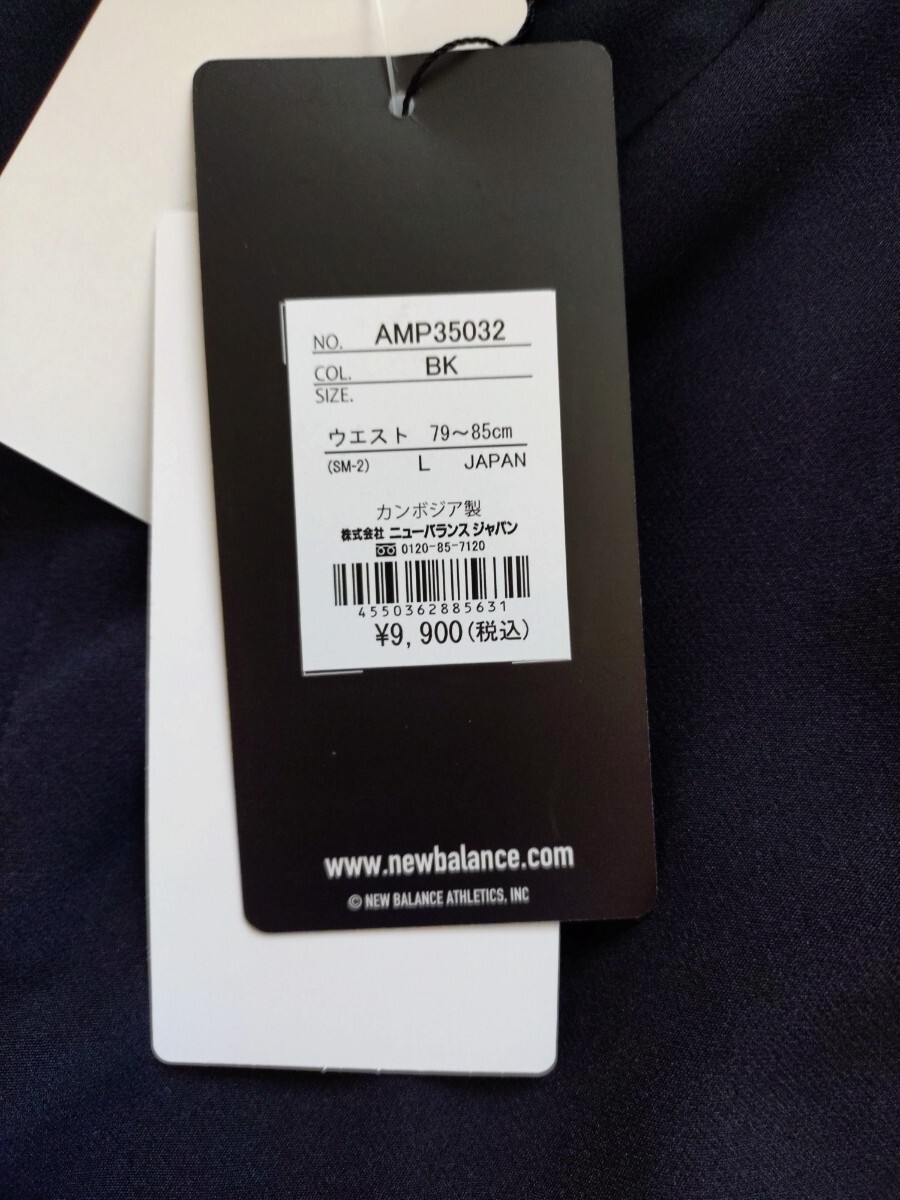 NO. AMP35032
COL. BK
SIZE.
ウエスト 79～85cm
(SM-2) L JAPAN
カンボジア製
株式会社 ニューバランス ジャパン
0120-85-7120
4550362885631
¥9,900(税込)
www.newbalance.com
© NEW BALANCE ATHLETICS, INC